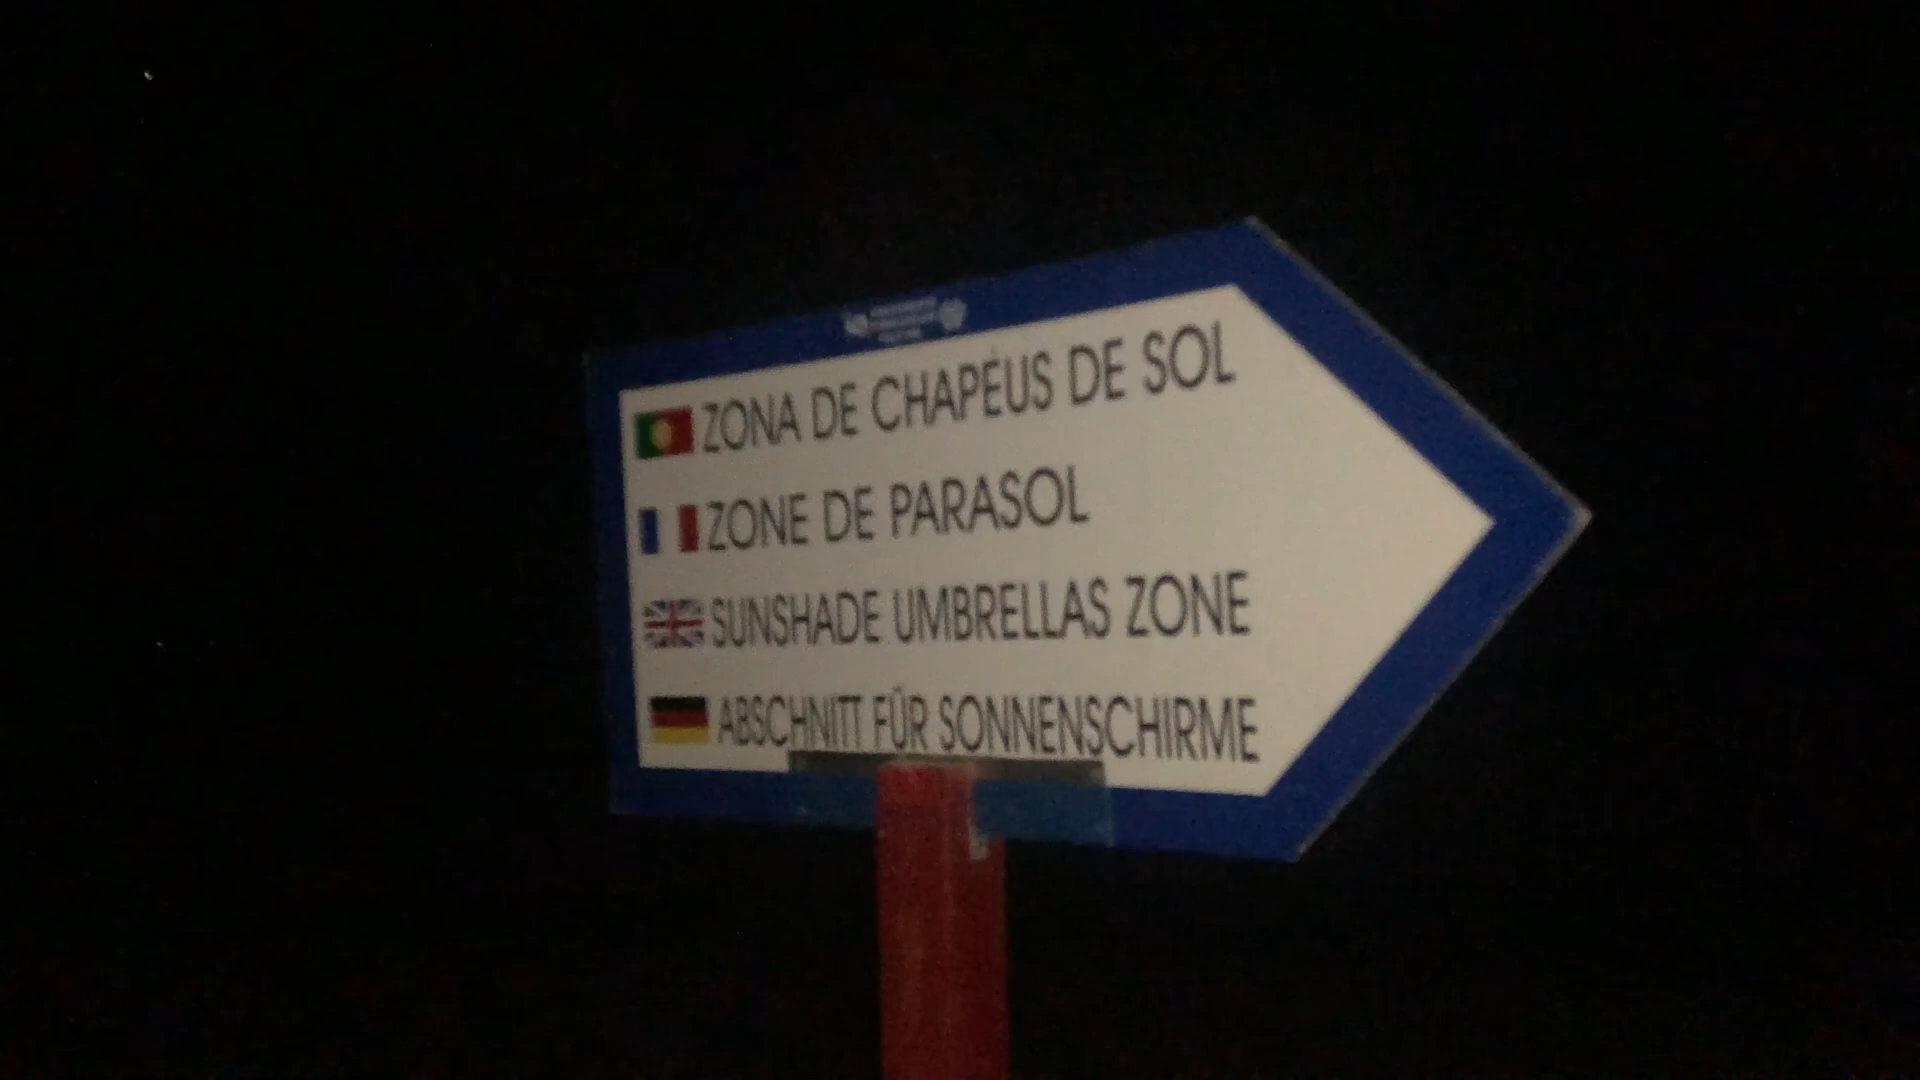 ZONA DE CHAPÉUS DE SOL
ZONE DE PARASOL
SUNSHADE UMBRELLAS ZONE
ABSCHNITT FÜR SONNENSCHIRME